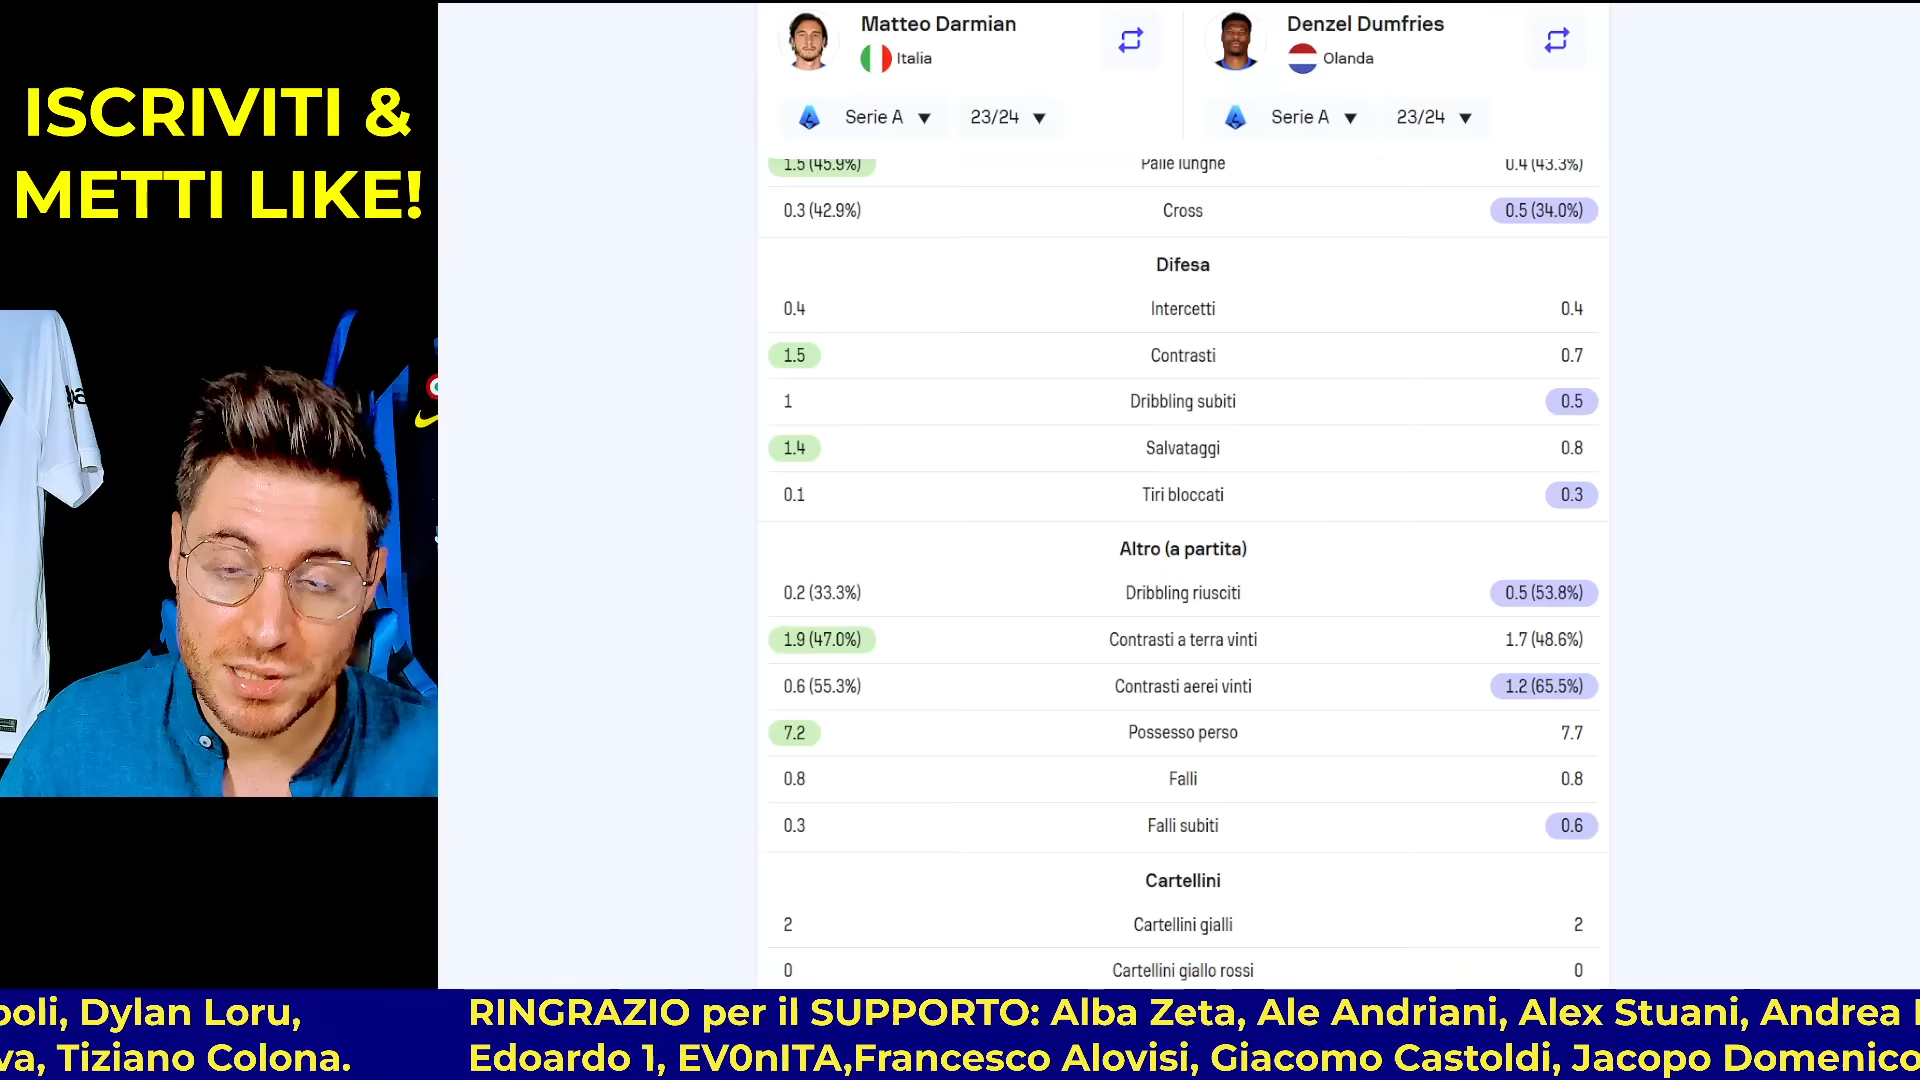 ISCRIVITI &
METTI LIKE!
Matteo Darmian
Italia
Serie A ▼ 23/24 ▼
Denzel Dumfries
Olanda
Serie A ▼ 23/24 ▼
1.5 (45.9%) Palle lunghe 0.4 (43.3%)
0.3 (42.9%) Cross 0.5 (34.0%)
Difesa
0.4 Intercetti 0.4
1.5 Contrasti 0.7
1 Dribbling subiti 0.5
1.4 Salvataggi 0.8
0.1 Tiri bloccati 0.3
Altro (a partita)
0.2 (33.3%) Dribbling riusciti 0.5 (53.8%)
1.9 (47.0%) Contrasti a terra vinti 1.7 (48.6%)
0.6 (55.3%) Contrasti aerei vinti 1.2 (65.5%)
7.2 Possesso perso 7.7
0.8 Falli 0.8
0.3 Falli subiti 0.6
Cartellini
2 Cartellini gialli 2
0 Cartellini giallo rossi 0
poli, Dylan Loru, RINGRAZIO per il SUPPORTO: Alba Zeta, Ale Andriani, Alex Stuani, Andrea
va, Tiziano Colona. Edoardo 1, EV0nITA,Francesco Alovisi, Giacomo Castoldi, Jacopo Domenico